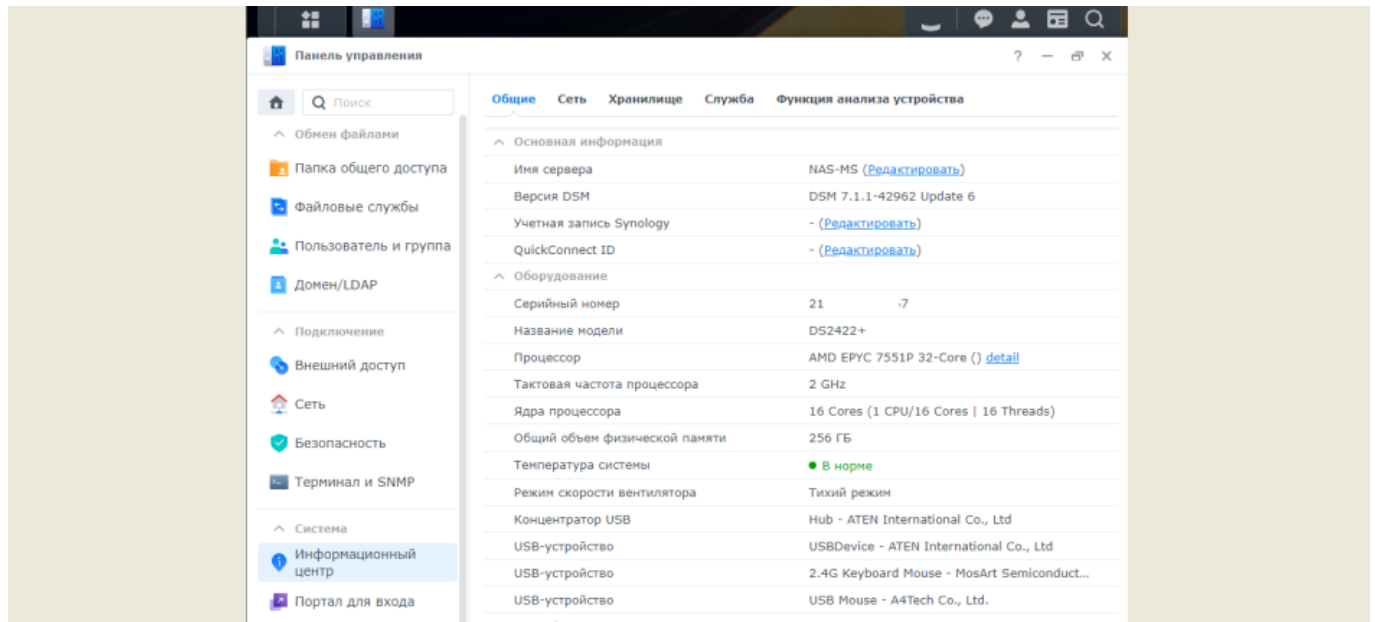 Панель управления
?
Поиск
Обмен файлами
Папка общего доступа
Файловые службы
Пользователь и группа
Домен/LDAP
Подключение
Внешний доступ
Сеть
Безопасность
Терминал и SNMP
Система
Информационный
центр
Портал для входа
Общие Сеть Хранилище Служба Функция анализа устройства
Основная информация
Имя сервера NAS-MS (Редактировать)
Версия DSM DSM 7.1.1-42962 Update 6
Учетная запись Synology - (Редактировать)
QuickConnect ID - (Редактировать)
Оборудование
Серийный номер 21 7
Название модели DS2422+
Процессор AMD EPYC 7551P 32-Core () detail
Тактовая частота процессора 2 GHz
Ядра процессора 16 Cores (1 CPU/16 Cores | 16 Threads)
Общий объем физической памяти 256 ГБ
Температура системы В норме
Режим скорости вентилятора Тихий режим
Концентратор USB Hub - ATEN International Co., Ltd
USB-устройство USBDevice - ATEN International Co., Ltd
USB-устройство 2.4G Keyboard Mouse - MosArt Semiconduct...
USB-устройство USB Mouse - A4Tech Co., Ltd.